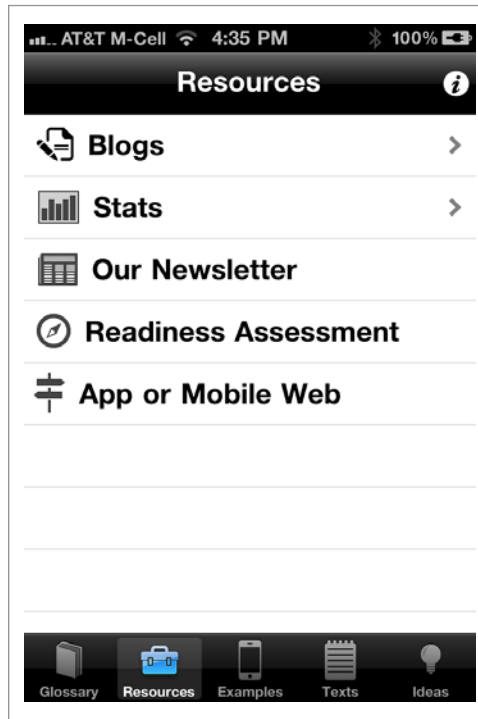 AT&T M-Cell 4:35 PM 100%
Resources i
Blogs
Stats
Our Newsletter
Readiness Assessment
App or Mobile Web
Glossary Resources Examples Texts Ideas